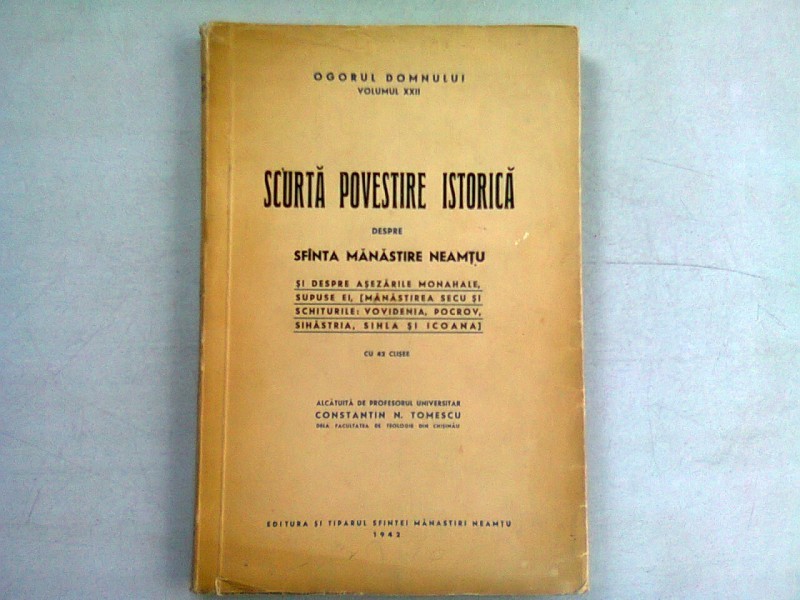 OGORUL DOMNULUI
VOLUMUL XXII
SCURTĂ POVESTIRE ISTORICĂ
DESPRE
SFÎNTA MĂNĂSTIRE NEAMȚU
ȘI DESPRE AȘEZĂRILE MONAHALE,
SUPUSE EI, [MĂNĂSTIREA SECU ȘI
SCHITURILE: VOVIDENIA, POCROV,
SIHĂSTRIA, SIHLA ȘI ICOANA]
CU 42 CLIȘEE
ALCĂTUITĂ DE PROFESORUL UNIVERSITAR
CONSTANTIN N. TOMESCU
DELA FACULTATEA DE TEOLOGIE DIN CHIȘINĂU
EDITURA ȘI TIPARUL SFINTEI MĂNĂSTIRI NEAMȚU
1942